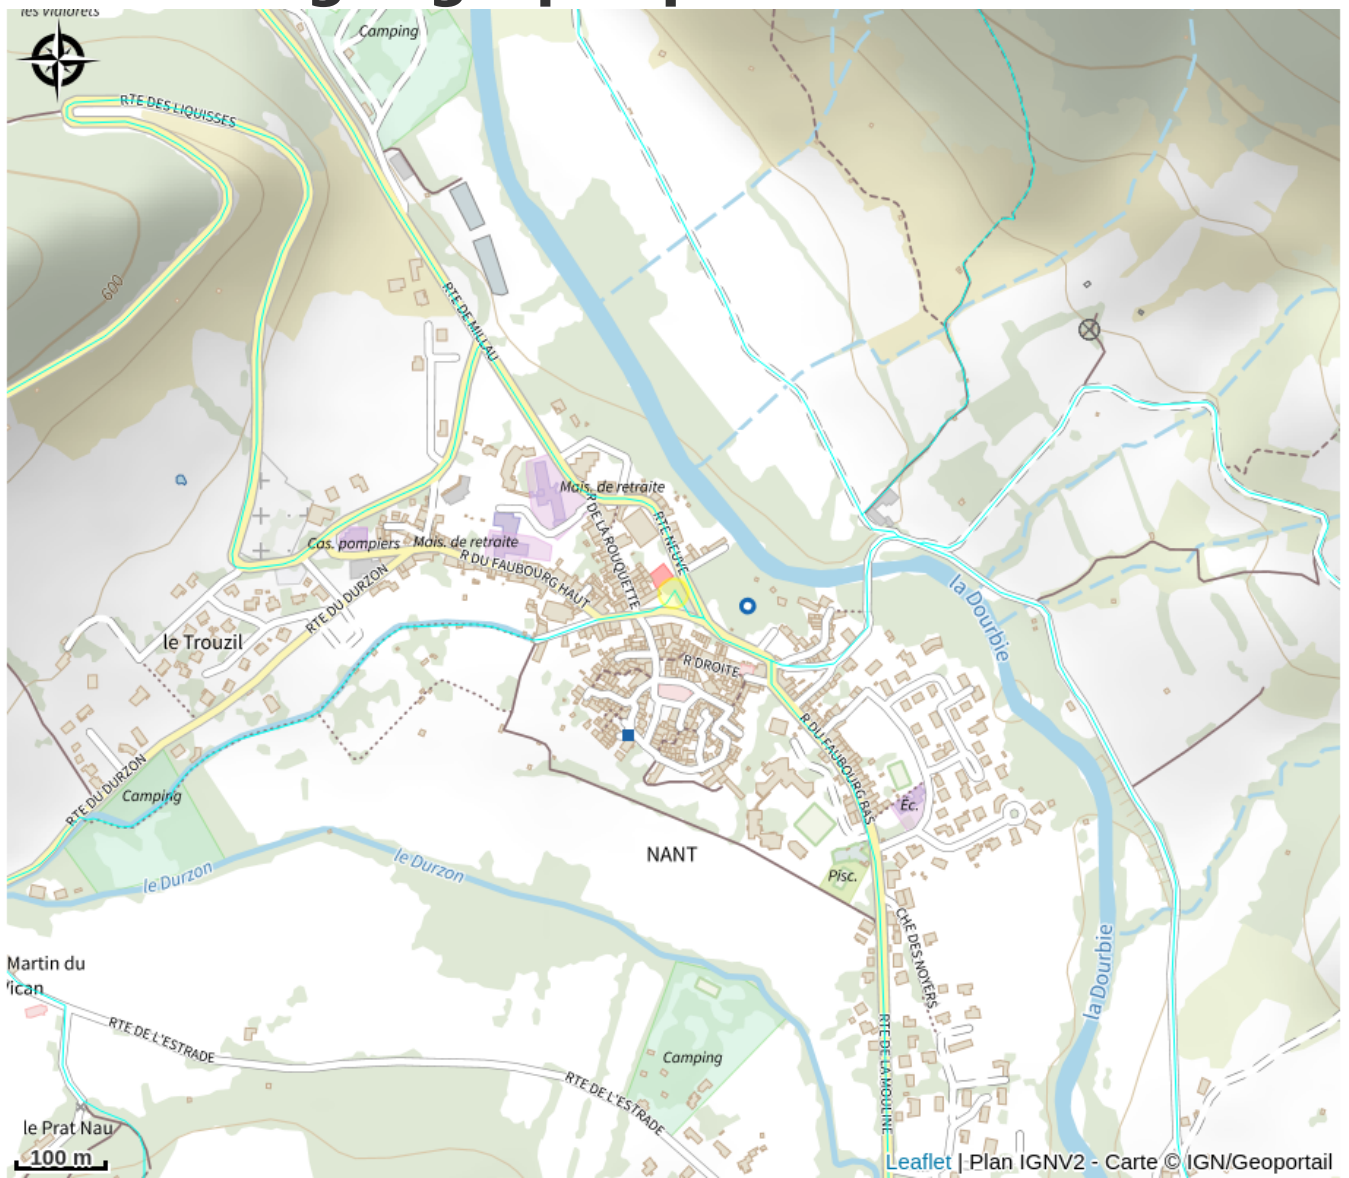 les Vialorets
Camping
RTE DES LIQUISSES
600
RTE DE MILLAU
Mais. de retraite
R DE LA ROUQUETTE
RTE NEUVE
Cas. pompiers
Mais. de retraite
R DU FAUBOURG HAUT
RTE DU DURZON
le Trouzil
la Dourbie
R DROITE
R DU FAUBOURG BAS
RTE DU DURZON
Camping
Éc.
le Durzon
le Durzon
NANT
Pisc.
CHE DES NOYERS
la Dourbie
Martin du
RTE DE L'ESTRADE
RTE DE LA MOULINE
Camping
RTE DE L'ESTRADE
le Prat Nau
100 m
Leaflet | Plan IGNV2 - Carte © IGN/Geoportail